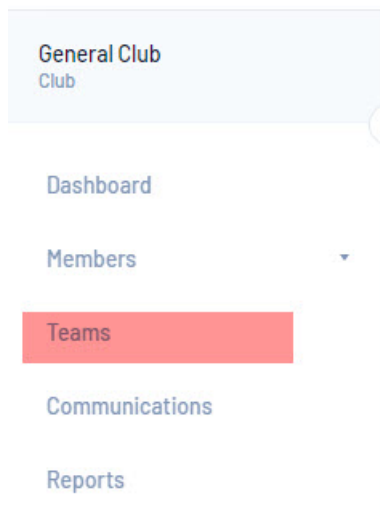 General Club
Club
Dashboard
Members
Teams
Communications
Reports